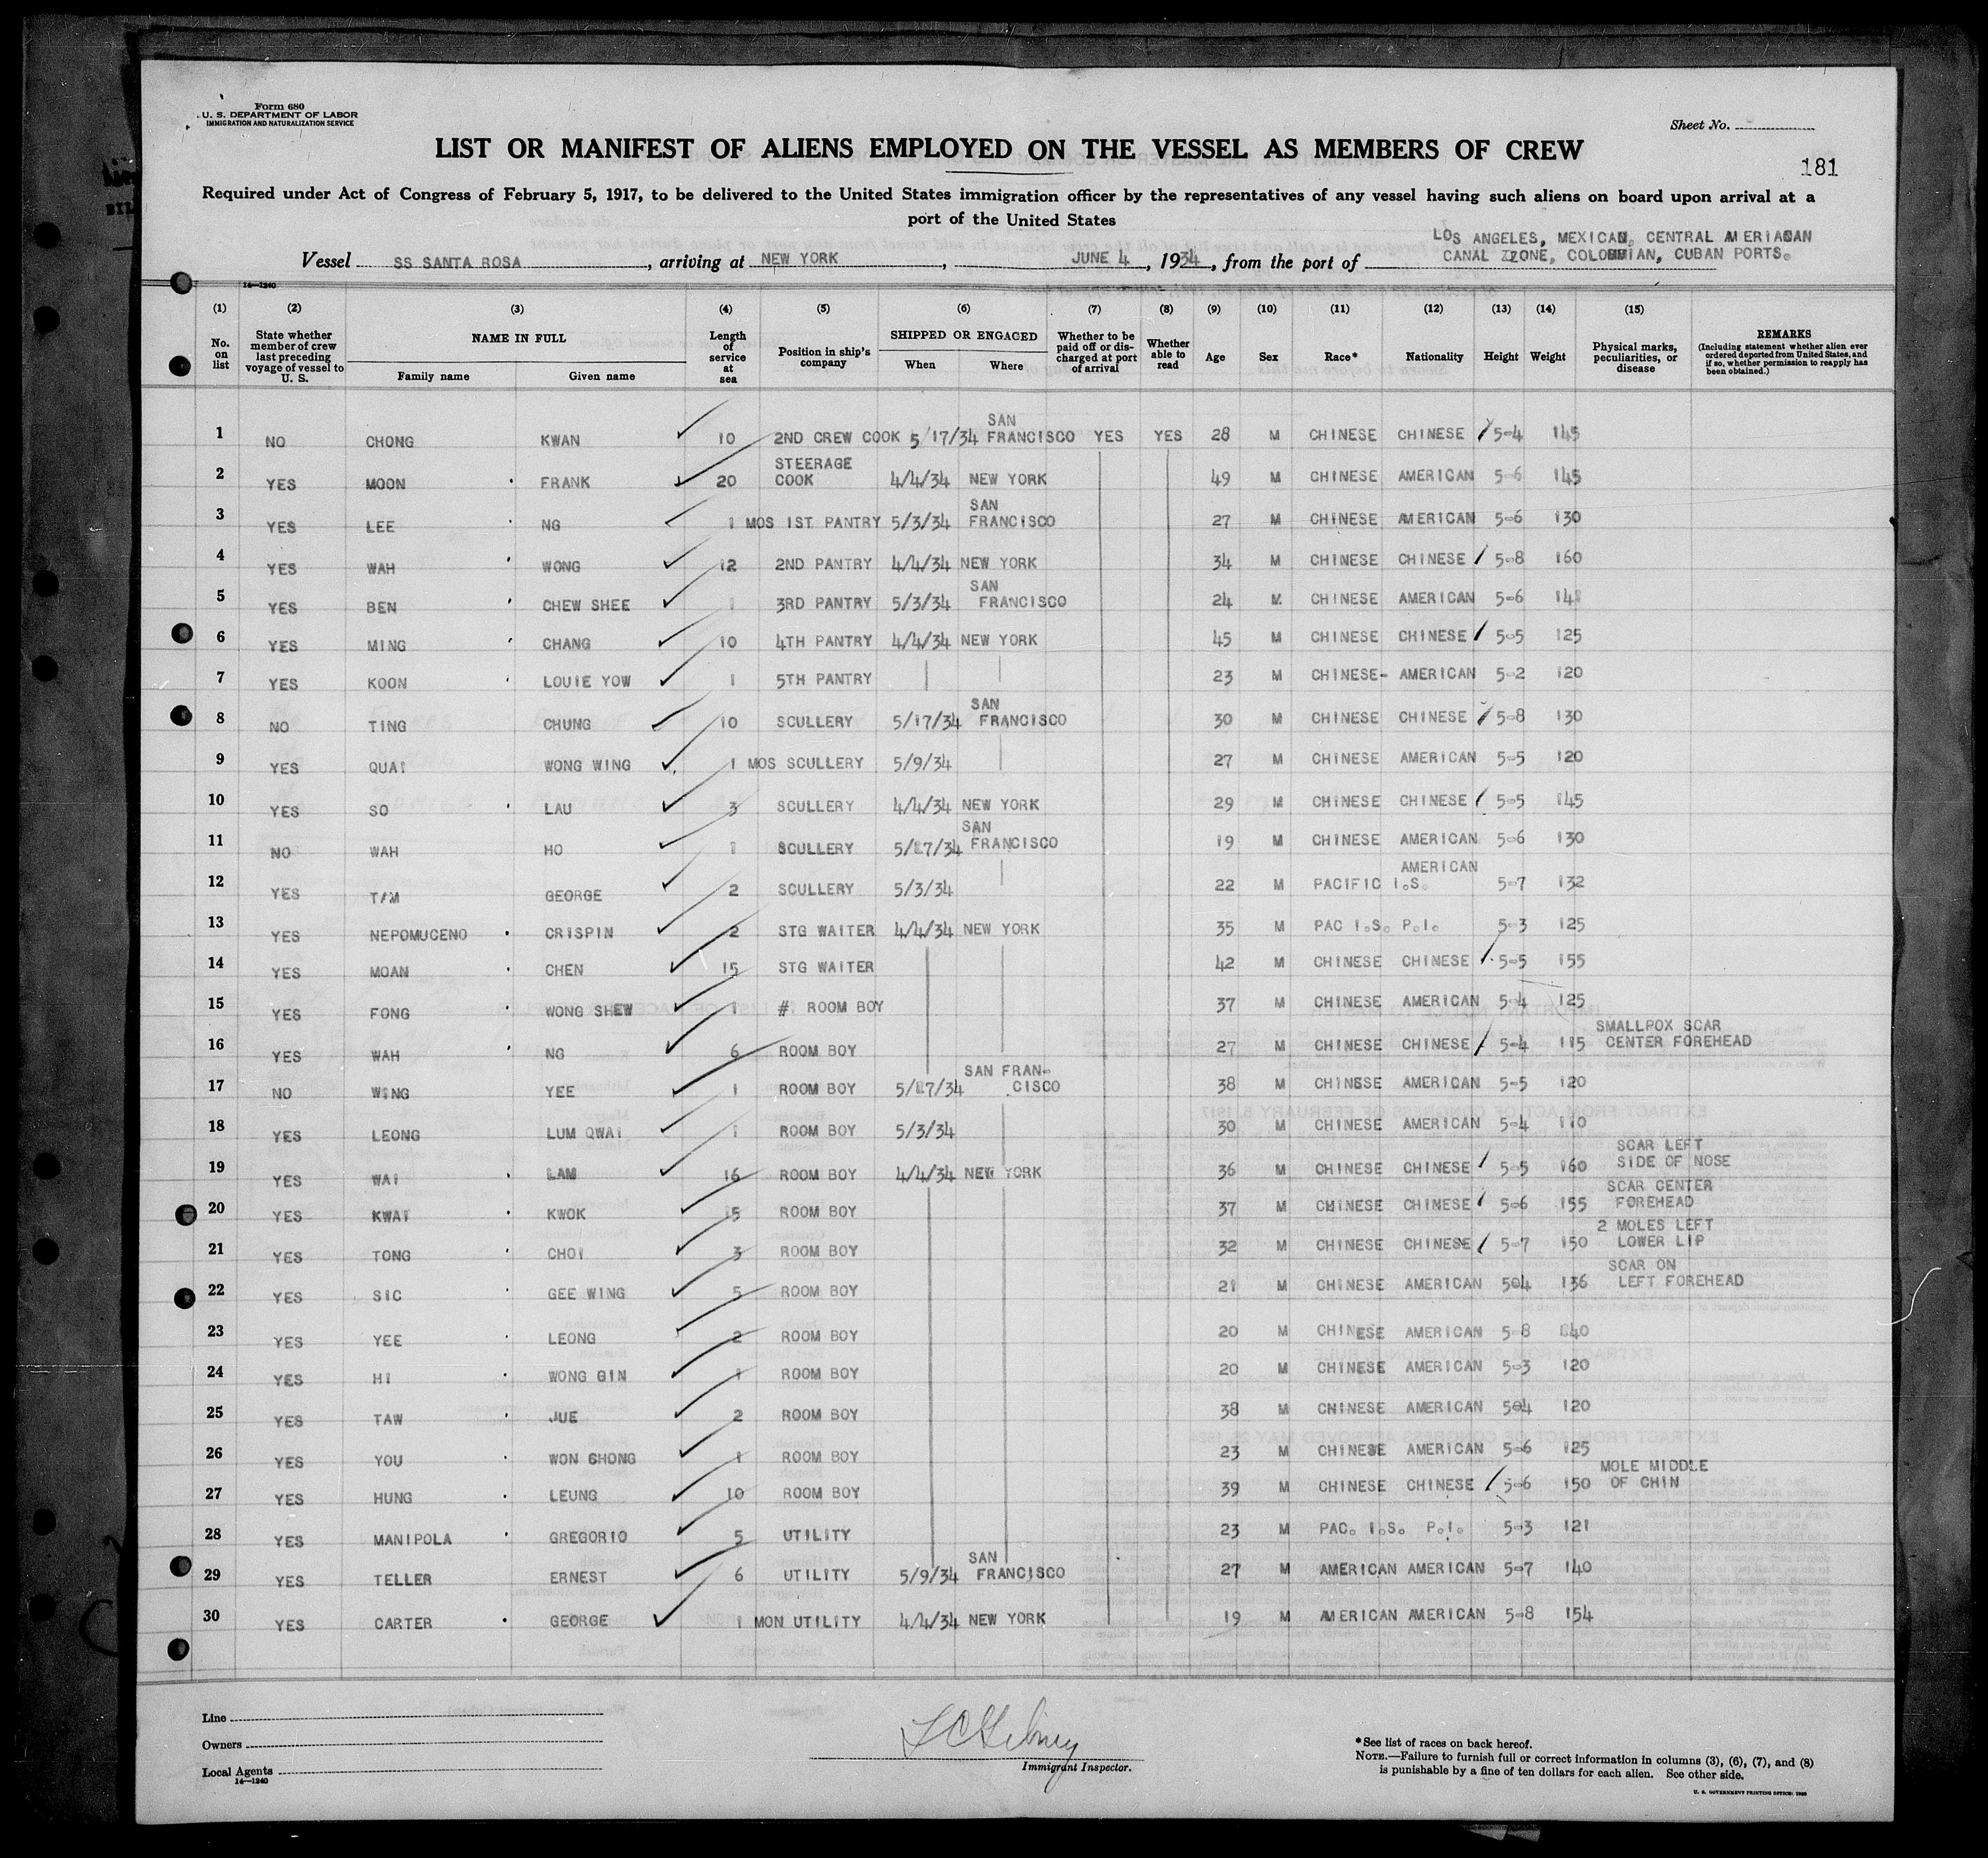 Form 680
U. S. DEPARTMENT OF LABOR
IMMIGRATION AND NATURALIZATION SERVICE
Sheet No.
LIST OR MANIFEST OF ALIENS EMPLOYED ON THE VESSEL AS MEMBERS OF CREW
181
Required under Act of Congress of February 5, 1917, to be delivered to the United States immigration officer by the representatives of any vessel having such aliens on board upon arrival at a
port of the United States
LOS ANGELES, MEXICAN, CENTRAL AMERIACAN
Vessel SS SANTA ROSA, arriving at NEW YORK, JUNE 4, 1934, from the port of CANAL ZZONE, COLOMBIAN, CUBAN PORTS.
14—1240
(1) (2) (3) (4) (5) (6) (7) (8) (9) (10) (11) (12) (13) (14) (15)
No. on list
State whether member of crew last preceding voyage of vessel to U. S.
NAME IN FULL
Family name Given name
Length of service at sea
Position in ship's company
SHIPPED OR ENGAGED
When Where
Whether to be paid off or discharged at port of arrival
Whether able to read
Age Sex Race* Nationality Height Weight
Physical marks, peculiarities, or disease
REMARKS
(Including statement whether alien ever ordered deported from United States, and if so, whether permission to reapply has been obtained.)
1 NO CHONG KWAN 10 2ND CREW COOK 5/17/34 SAN FRANCISCO YES YES 28 M CHINESE CHINESE 5-4 145
2 YES MOON FRANK 20 STEERAGE COOK 4/4/34 NEW YORK 49 M CHINESE AMERICAN 5-6 145
3 YES LEE NG 1 MOS 1ST PANTRY 5/3/34 SAN FRANCISCO 27 M CHINESE AMERICAN 5-6 130
4 YES WAH WONG 12 2ND PANTRY 4/4/34 NEW YORK 34 M CHINESE CHINESE 5-8 160
5 YES BEN CHEW SHEE 1 3RD PANTRY 5/3/34 SAN FRANCISCO 24 M CHINESE AMERICAN 5-6
6 YES MING CHANG 10 4TH PANTRY 4/4/34 NEW YORK 45 M CHINESE CHINESE 5-5 125
7 YES KOON LOUIE YOW 1 5TH PANTRY 23 M CHINESE- AMERICAN 5-2 120
8 NO TING CHUNG 10 SCULLERY 5/17/34 SAN FRANCISCO 30 M CHINESE CHINESE 5-8 130
9 YES QUAI WONG WING 1 MOS SCULLERY 5/9/34 27 M CHINESE AMERICAN 5-5 120
10 YES SO LAU 3 SCULLERY 4/4/34 NEW YORK 29 M CHINESE CHINESE 5-5 145
11 NO WAH HO 1 SCULLERY 5/17/34 SAN FRANCISCO 19 M CHINESE AMERICAN 5-6 130
12 YES TAM GEORGE 2 SCULLERY 5/3/34 22 M PACIFIC I.S. AMERICAN 5-7 132
13 YES NEPOMUCENO CRISPIN 2 STG WAITER 4/4/34 NEW YORK 35 M PAC I.S. P.I. 5-3 125
14 YES MOAN CHEN 15 STG WAITER 42 M CHINESE CHINESE 5-5 155
15 YES FONG WONG SHEW 1 # ROOM BOY 37 M CHINESE AMERICAN 5-4 125
16 YES WAH NG 6 ROOM BOY 27 M CHINESE CHINESE 5-4 115 SMALLPOX SCAR CENTER FOREHEAD
17 NO WING YEE 1 ROOM BOY 5/17/34 SAN FRAN-CISCO 38 M CHINESE AMERICAN 5-5 120
18 YES LEONG LUM QWAI 1 ROOM BOY 5/3/34 30 M CHINESE AMERICAN 5-4 110
19 YES WAI LAM 16 ROOM BOY 4/4/34 NEW YORK 36 M CHINESE CHINESE 5-5 160 SCAR LEFT SIDE OF NOSE
20 YES KWAI KWOK 15 ROOM BOY 37 M CHINESE CHINESE 5-6 155 SCAR CENTER FOREHEAD
21 YES TONG CHOI 3 ROOM BOY 32 M CHINESE CHINESE 5-7 150 2 MOLES LEFT LOWER LIP
22 YES SIC GEE WING 5 ROOM BOY 21 M CHINESE AMERICAN 5-4 136 SCAR ON LEFT FOREHEAD
23 YES YEE LEONG 2 ROOM BOY 20 M CHINESE AMERICAN 5-8 140
24 YES HI WONG GIN 1 ROOM BOY 20 M CHINESE AMERICAN 5-3 120
25 YES TAW JUE 2 ROOM BOY 38 M CHINESE AMERICAN 5-4 120
26 YES YOU WON CHONG 1 ROOM BOY 23 M CHINESE AMERICAN 5-6 125
27 YES HUNG LEUNG 10 ROOM BOY 39 M CHINESE CHINESE 5-6 150 MOLE MIDDLE OF CHIN
28 YES MANIPOLA GREGORIO 5 UTILITY 23 M PAC. I.S. P.I. 5-3 121
29 YES TELLER ERNEST 6 UTILITY 5/9/34 SAN FRANCISCO 27 M AMERICAN AMERICAN 5-7 140
30 YES CARTER GEORGE 1 MON UTILITY 4/4/34 NEW YORK 19 M AMERICAN AMERICAN 5-8 154
Line
Owners
Local Agents
14—1240
Immigrant Inspector.
*See list of races on back hereof.
NOTE.—Failure to furnish full or correct information in columns (3), (6), (7), and (8)
is punishable by a fine of ten dollars for each alien. See other side.
U. S. GOVERNMENT PRINTING OFFICE: